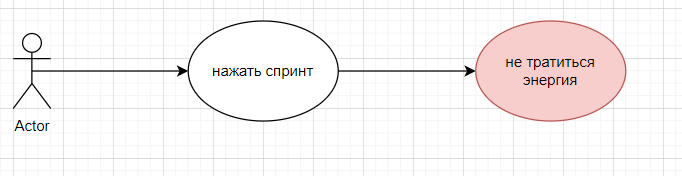 нажать спринт
не тратиться
энергия
Actor